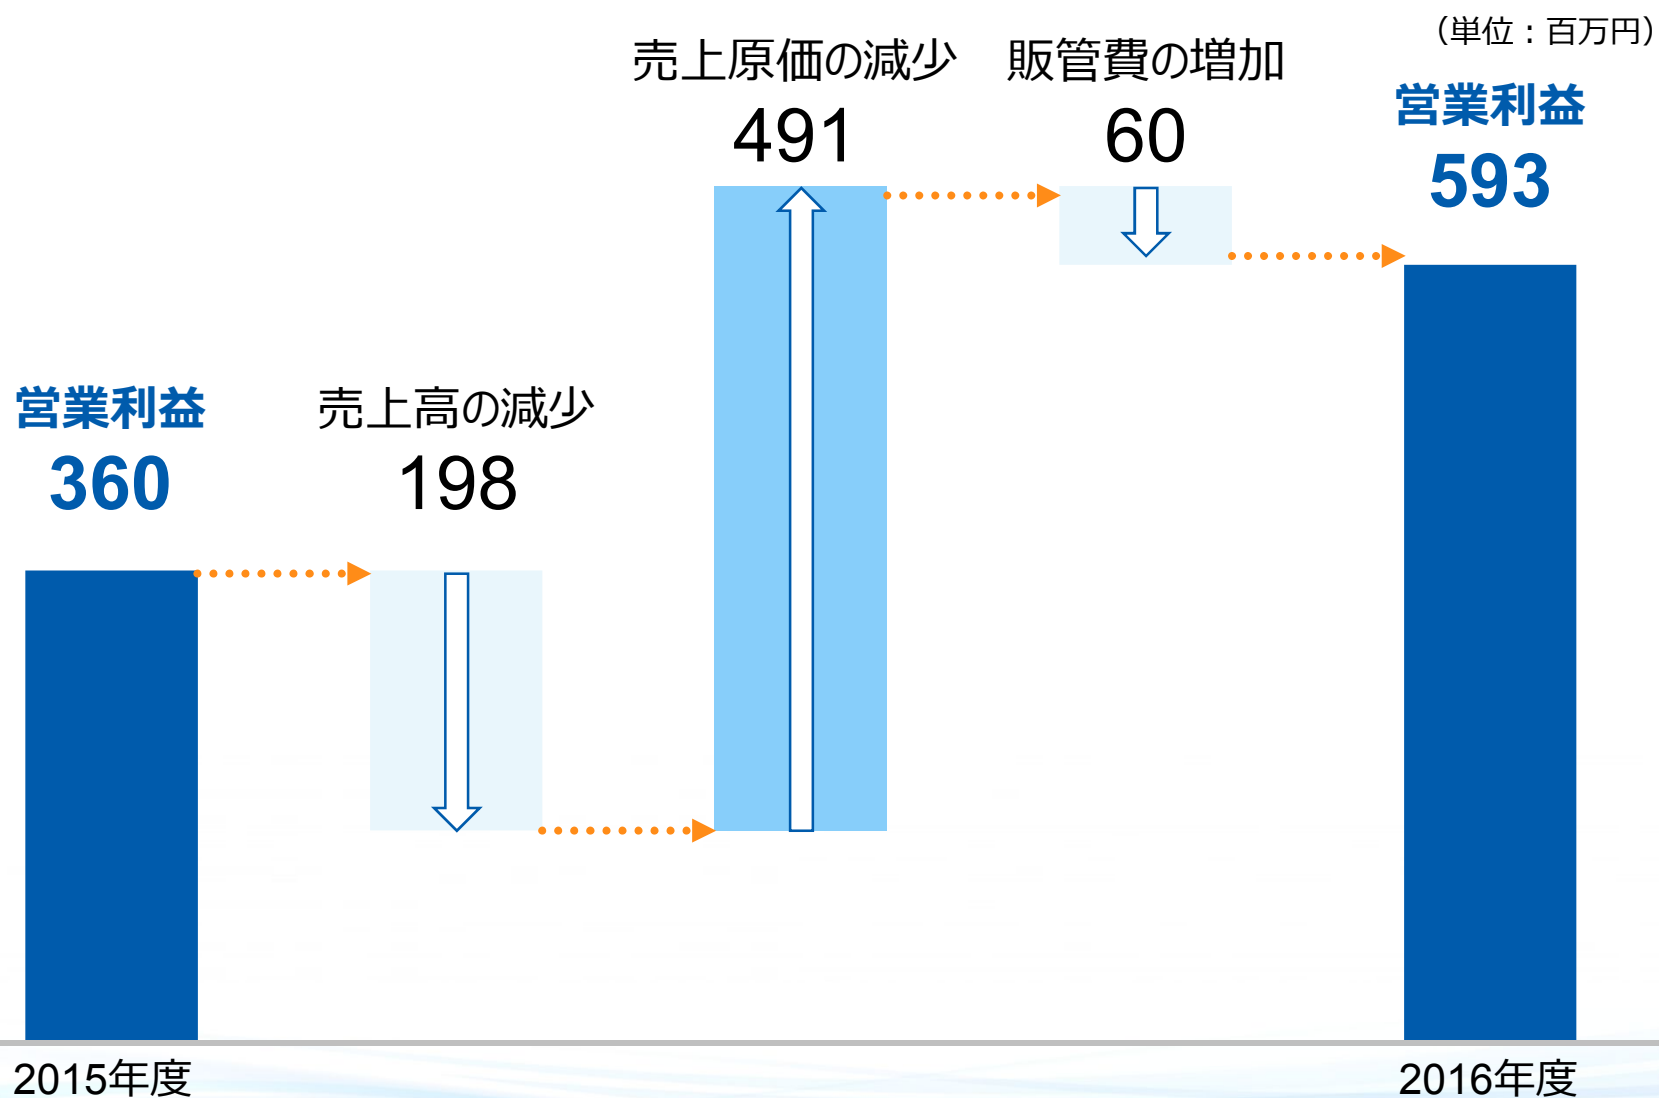 （単位：百万円）
売上原価の減少
491
販管費の増加
60
営業利益
593
営業利益
360
売上高の減少
198
2015年度
2016年度